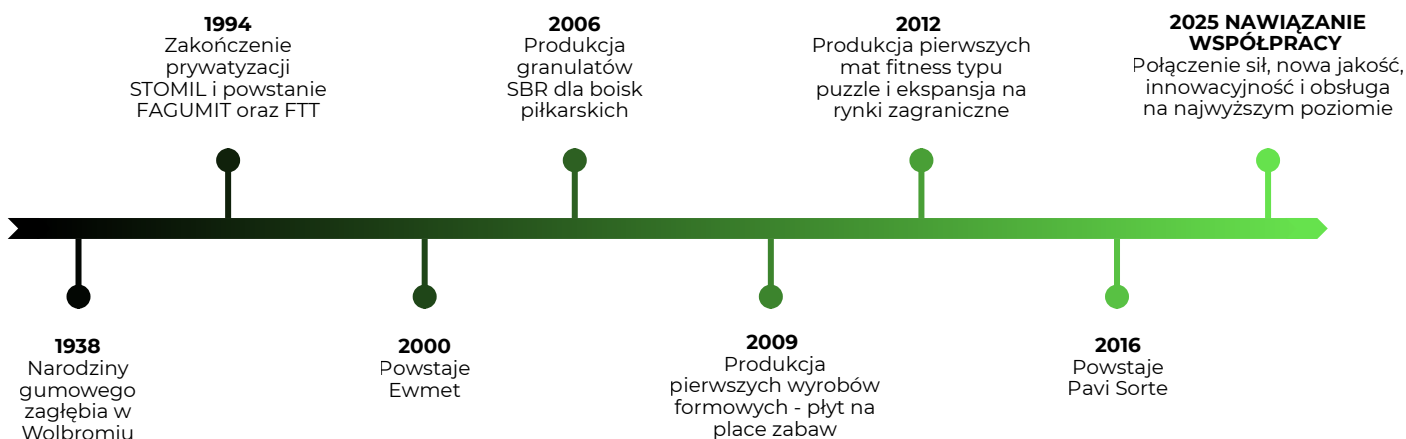 1994
Zakończenie
prywatyzacji
STOMIL i powstanie
FAGUMIT oraz FTT
2006
Produkcja
granulatów
SBR dla boisk
piłkarskich
2012
Produkcja pierwszych
mat fitness typu
puzzle i ekspansja na
rynki zagraniczne
2025 NAWIĄZANIE
WSPÓŁPRACY
Połączenie sił, nowa jakość,
innowacyjność i obsługa
na najwyższym poziomie
1938
Narodziny
gumowego
zagłębia w
Wolbromiu
2000
Powstaje
Ewmet
2009
Produkcja
pierwszych wyrobów
formowych - płyt na
place zabaw
2016
Powstaje
Pavi Sorte